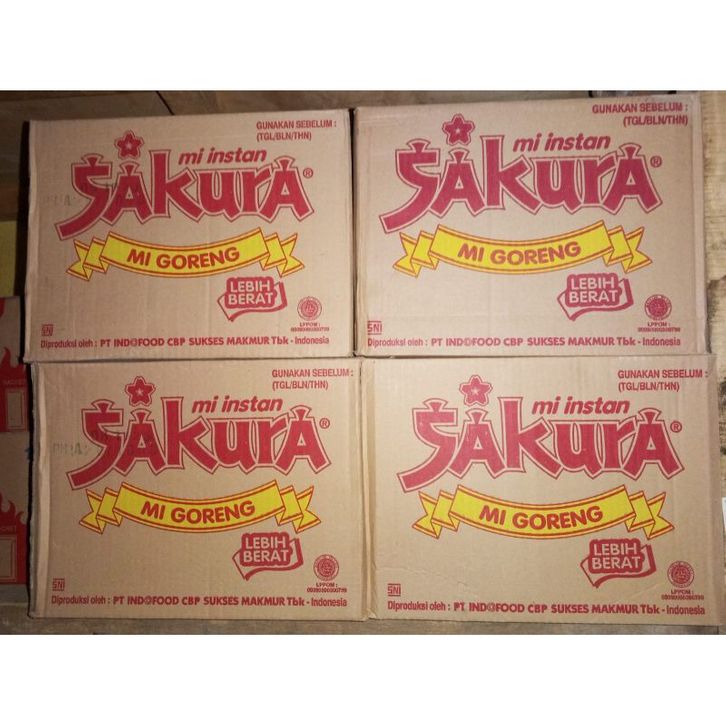 GUNAKAN SEBELUM :
(TGL/BLN/THN)
mi instan
SAkurA®
MI GORENG
LEBIH
BERAT
SNI
LPPOM :
Diproduksi oleh : PT INDOFOOD CBP SUKSES MAKMUR Tbk - Indonesia
GUNAKAN SEBELUM :
(TGL/BLN/THN)
mi instan
SAkurA®
MI GORENG
LEBIH
BERAT
SNI
LPPOM :
Diproduksi oleh : PT INDOFOOD CBP SUKSES MAKMUR Tbk - Indonesia
GUNAKAN SEBELUM :
(TGL/BLN/THN)
mi instan
SAkurA®
MI GORENG
LEBIH
BERAT
SNI
LPPOM :
Diproduksi oleh : PT INDOFOOD CBP SUKSES MAKMUR Tbk - Indonesia
GUNAKAN SEBELUM :
(TGL/BLN/THN)
mi instan
SAkurA®
MI GORENG
LEBIH
BERAT
SNI
LPPOM :
Diproduksi oleh : PT INDOFOOD CBP SUKSES MAKMUR Tbk - Indonesia